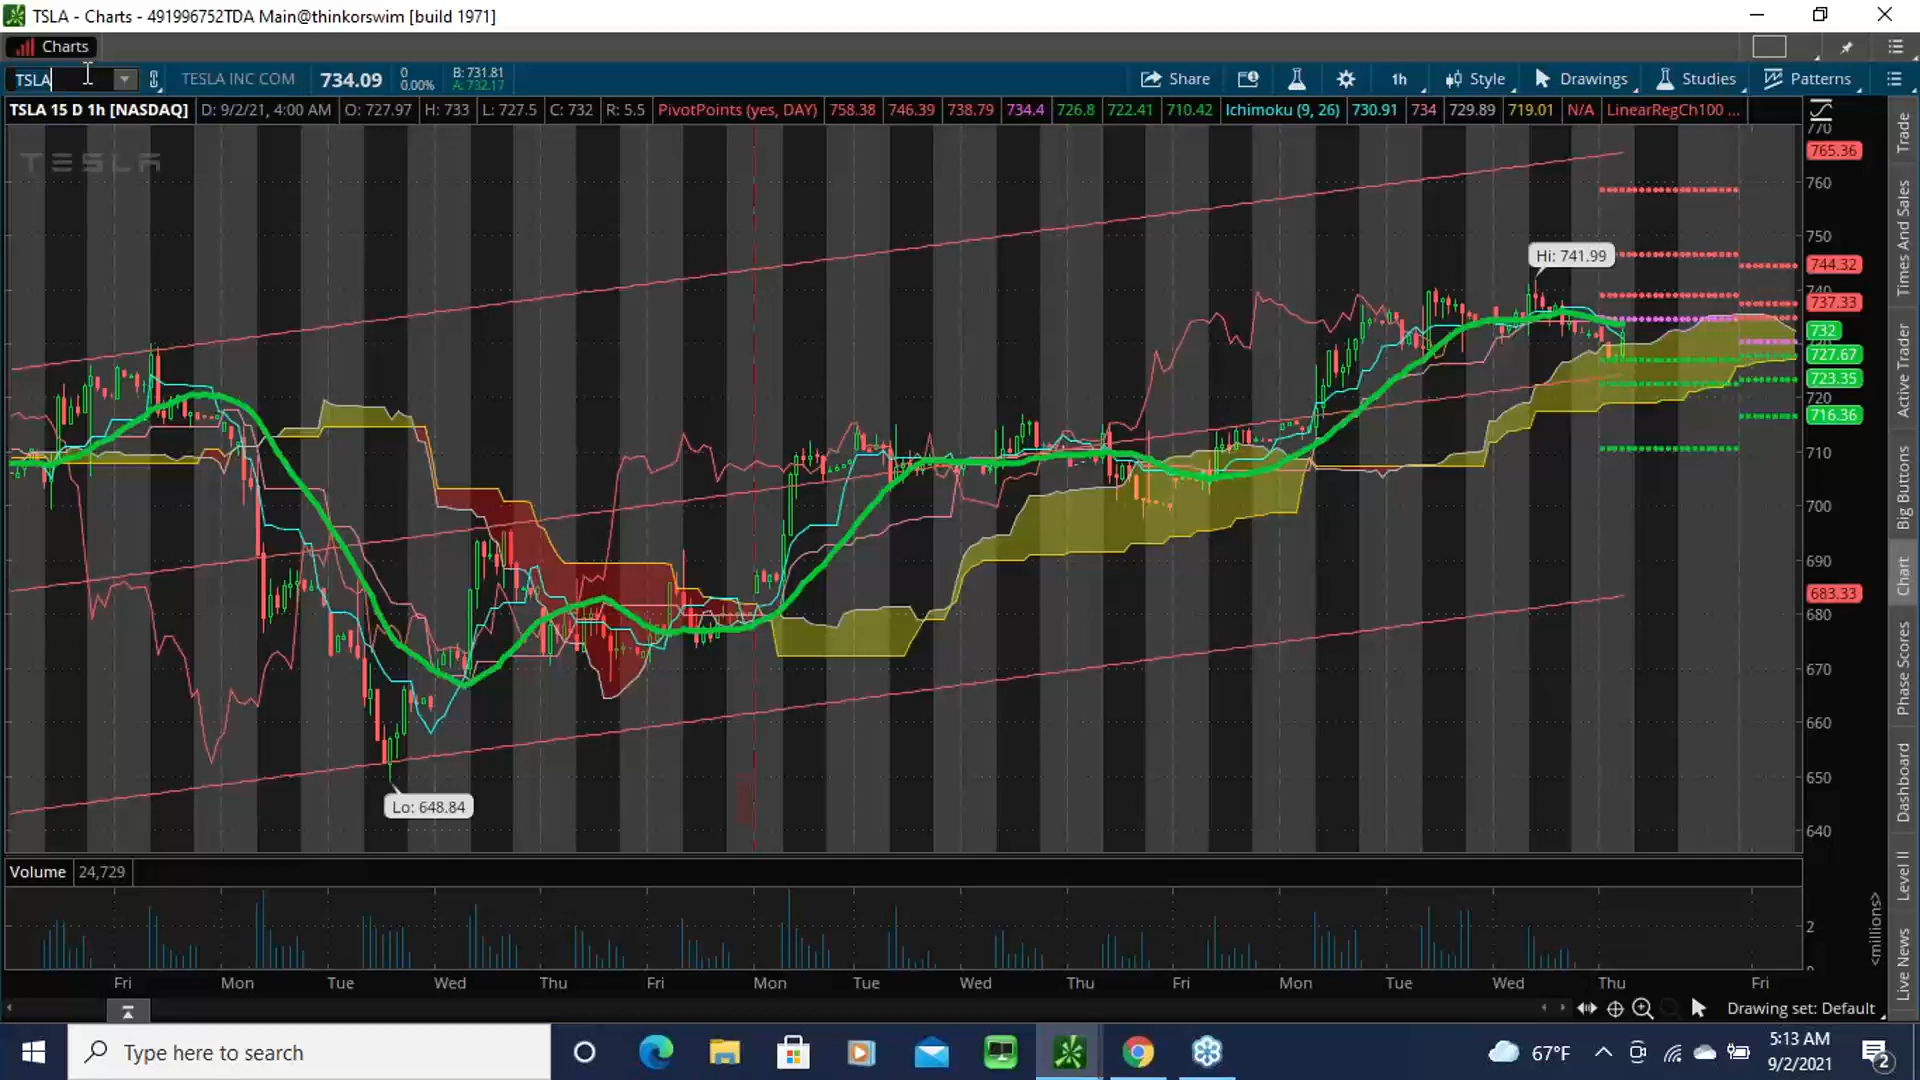 TSLA - Charts - 491996752TDA Main@thinkorswim [build 1971]
Charts
TSLA TESLA INC COM 734.09 0 0.00% B: 731.81 A: 732.17 Share 1h Style Drawings Studies Patterns
TSLA 15 D 1h [NASDAQ] D: 9/2/21, 4:00 AM O: 727.97 H: 733 L: 727.5 C: 732 R: 5.5 PivotPoints (yes, DAY) 758.38 746.39 738.79 734.4 726.8 722.41 710.42 Ichimoku (9, 26) 730.91 734 729.89 719.01 N/A LinearRegCh100 ...
TESLA
770
765.36
760
750
Hi: 741.99
744.32
740
737.33
732
727.67
723.35
720
716.36
710
700
690
683.33
680
670
660
650
Lo: 648.84
640
Trade
Times And Sales
Active Trader
Big Buttons
Chart
Phase Scores
Dashboard
Level II
Live News
Volume 24,729
2
0
<millions>
Fri Mon Tue Wed Thu Fri Mon Tue Wed Thu Fri Mon Tue Wed Thu Fri
Drawing set: Default
Type here to search
67°F
5:13 AM
9/2/2021
2